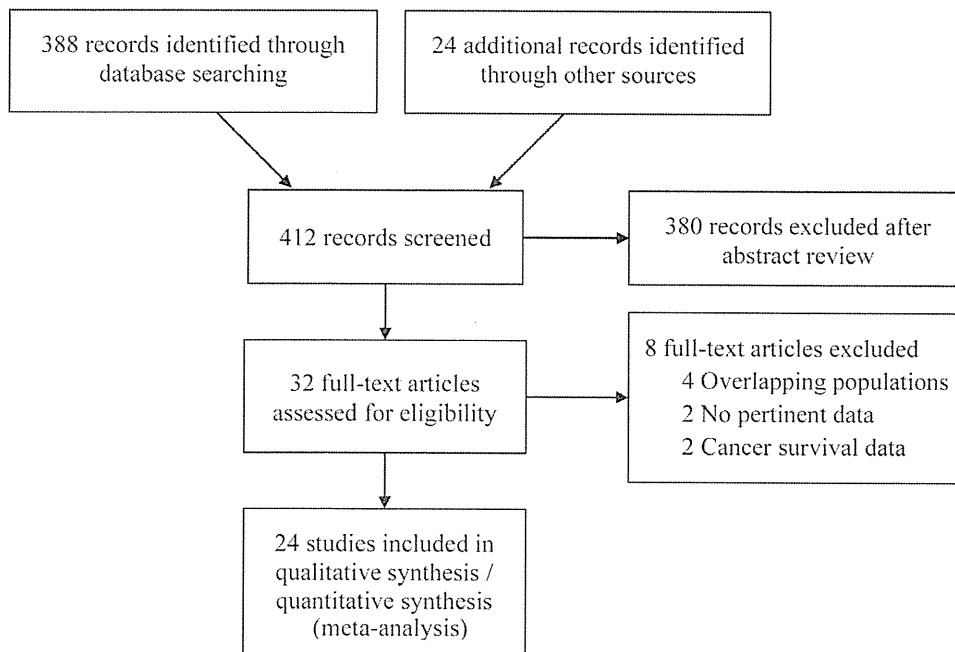 388 records identified through
database searching
24 additional records identified
through other sources
412 records screened
380 records excluded after
abstract review
32 full-text articles
assessed for eligibility
8 full-text articles excluded
4 Overlapping populations
2 No pertinent data
2 Cancer survival data
24 studies included in
qualitative synthesis /
quantitative synthesis
(meta-analysis)